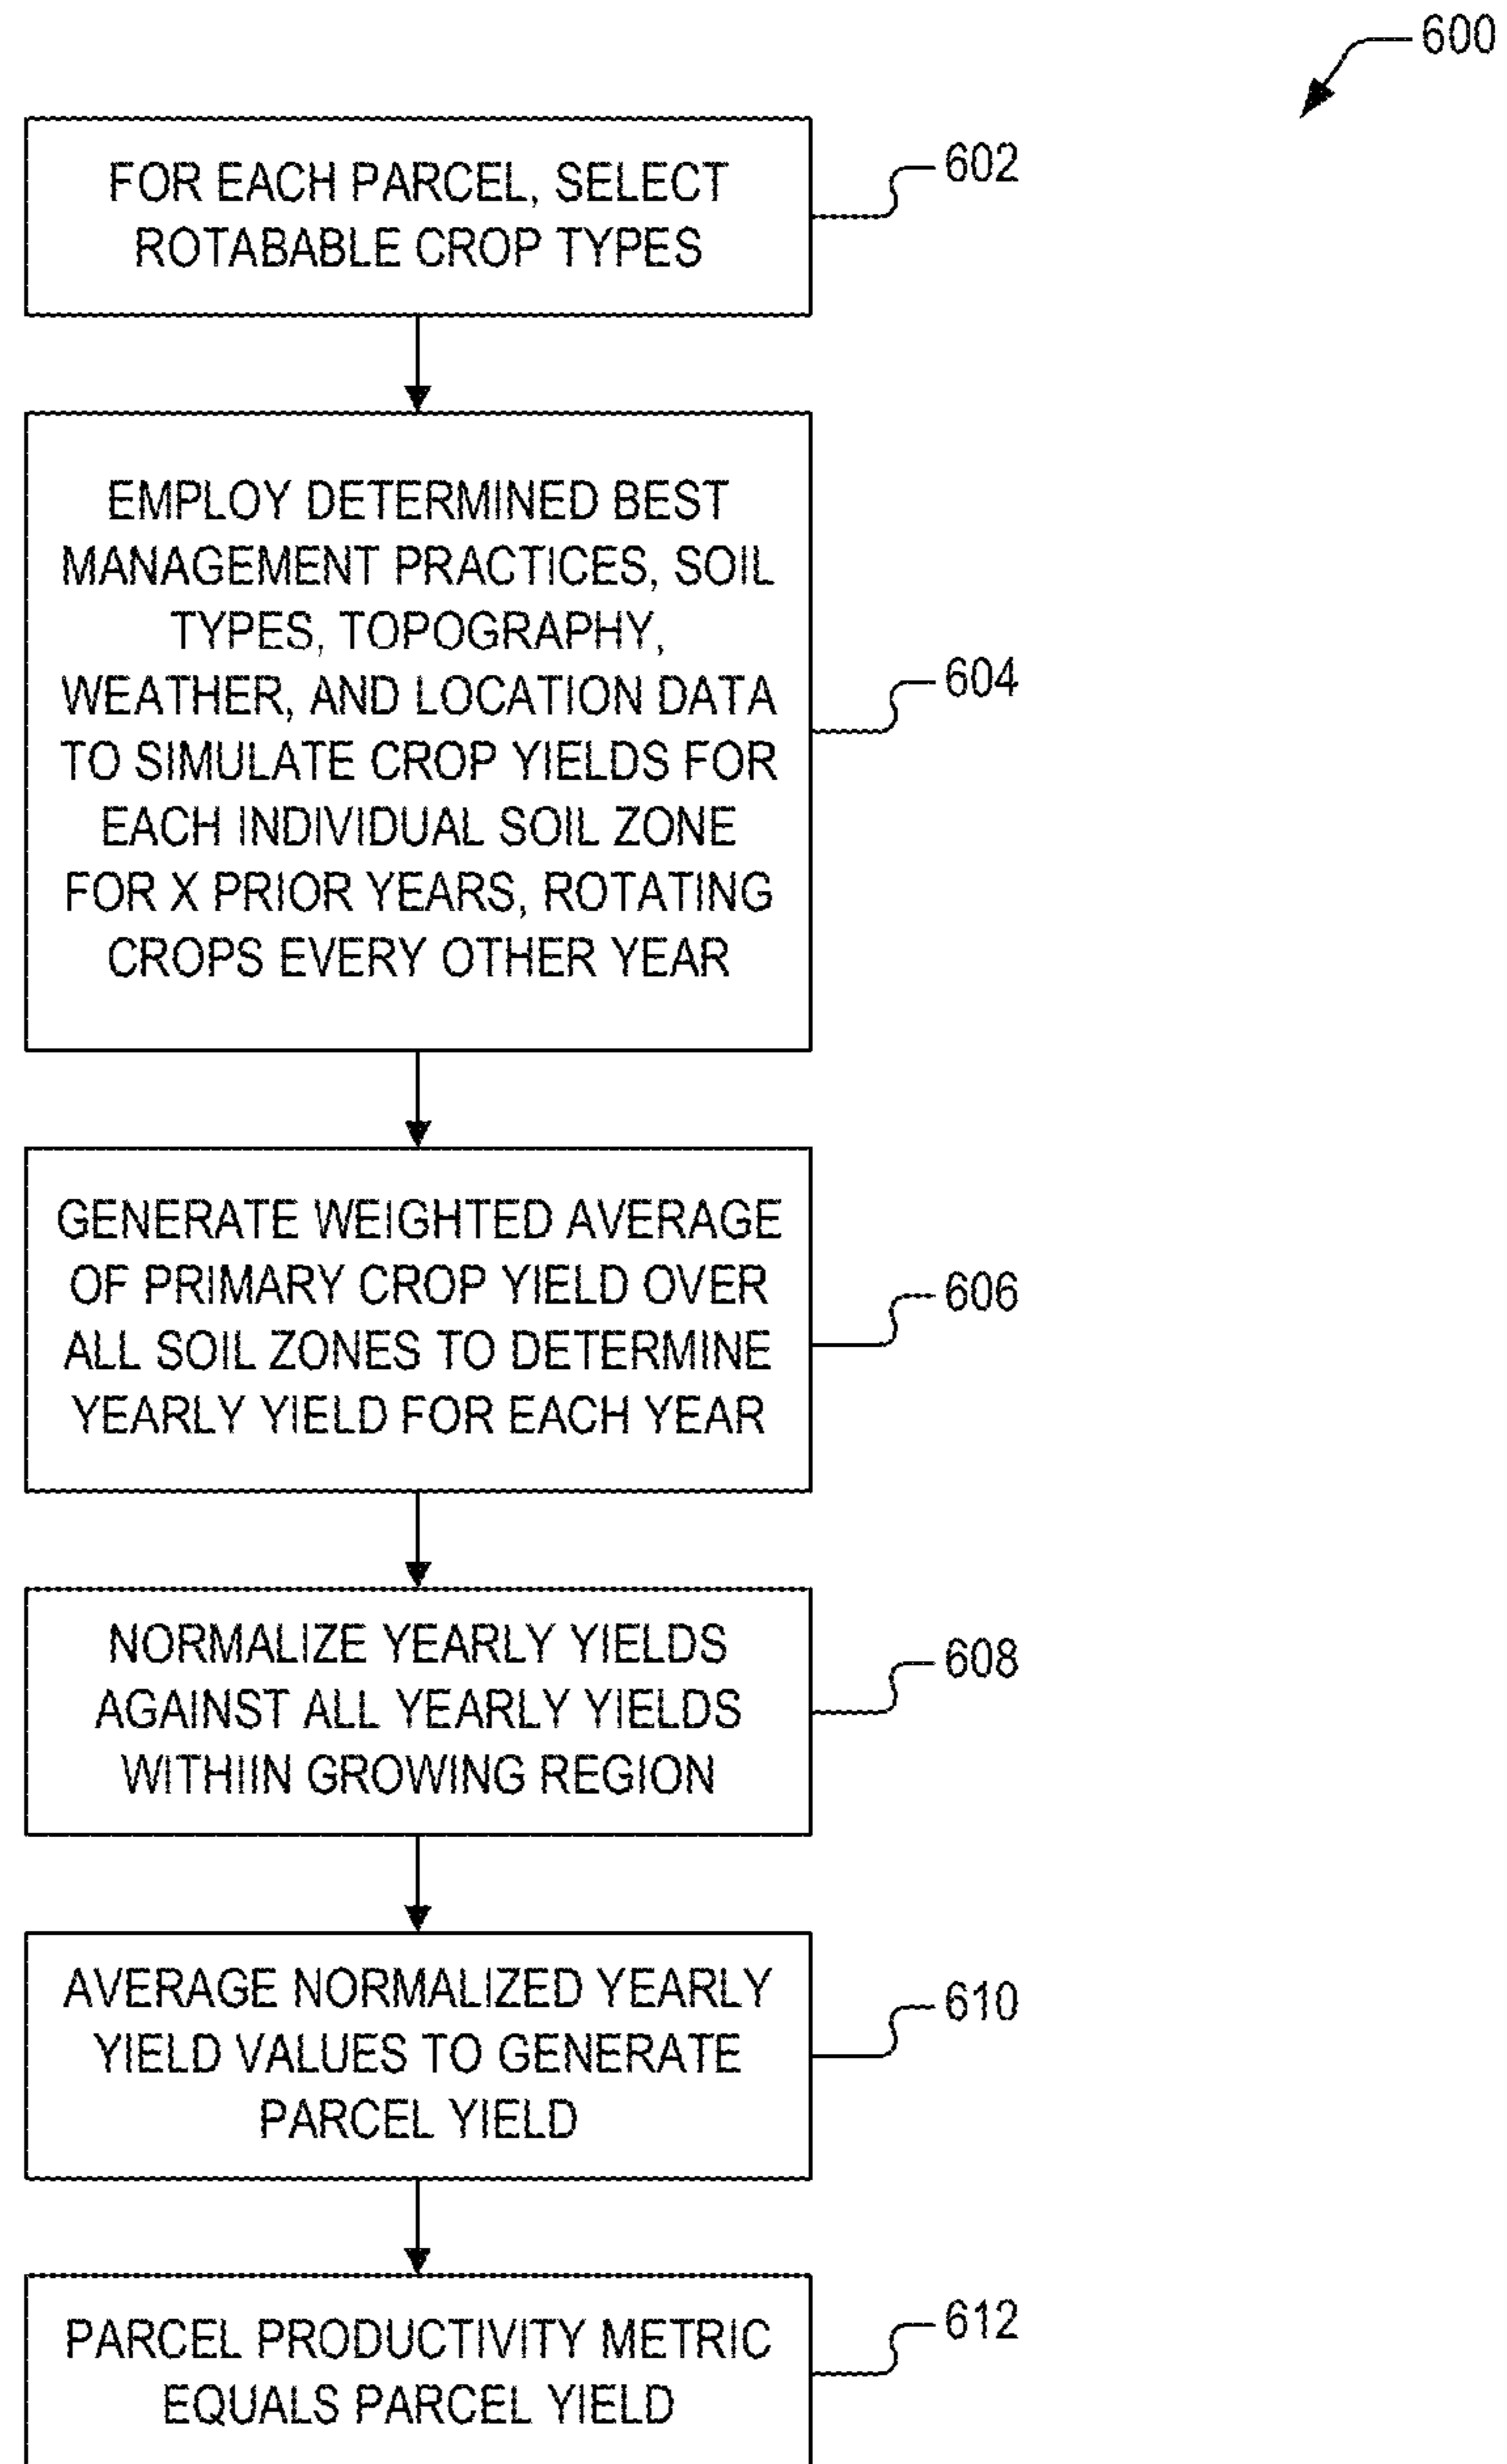 600
FOR EACH PARCEL, SELECT
ROTABABLE CROP TYPES
602
EMPLOY DETERMINED BEST
MANAGEMENT PRACTICES, SOIL
TYPES, TOPOGRAPHY,
WEATHER, AND LOCATION DATA
TO SIMULATE CROP YIELDS FOR
EACH INDIVIDUAL SOIL ZONE
FOR X PRIOR YEARS, ROTATING
CROPS EVERY OTHER YEAR
604
GENERATE WEIGHTED AVERAGE
OF PRIMARY CROP YIELD OVER
ALL SOIL ZONES TO DETERMINE
YEARLY YIELD FOR EACH YEAR
606
NORMALIZE YEARLY YIELDS
AGAINST ALL YEARLY YIELDS
WITHIIN GROWING REGION
608
AVERAGE NORMALIZED YEARLY
YIELD VALUES TO GENERATE
PARCEL YIELD
610
PARCEL PRODUCTIVITY METRIC
EQUALS PARCEL YIELD
612